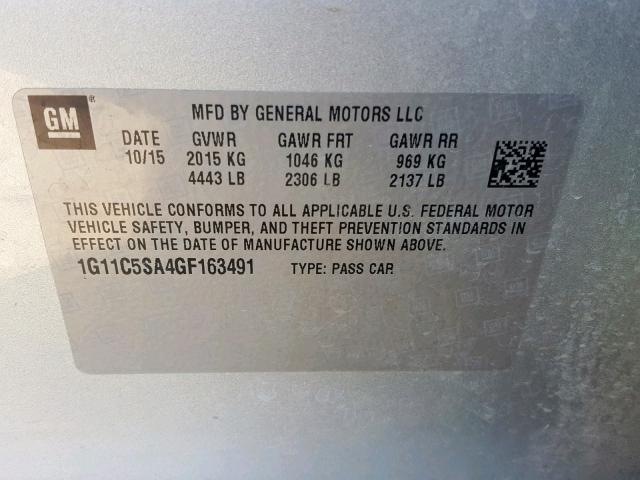 GM® MFD BY GENERAL MOTORS LLC
DATE GVWR GAWR FRT GAWR RR
10/15 2015 KG 1046 KG 969 KG
4443 LB 2306 LB 2137 LB
THIS VEHICLE CONFORMS TO ALL APPLICABLE U.S. FEDERAL MOTOR
VEHICLE SAFETY, BUMPER, AND THEFT PREVENTION STANDARDS IN
EFFECT ON THE DATE OF MANUFACTURE SHOWN ABOVE.
1G11C5SA4GF163491 TYPE: PASS CAR